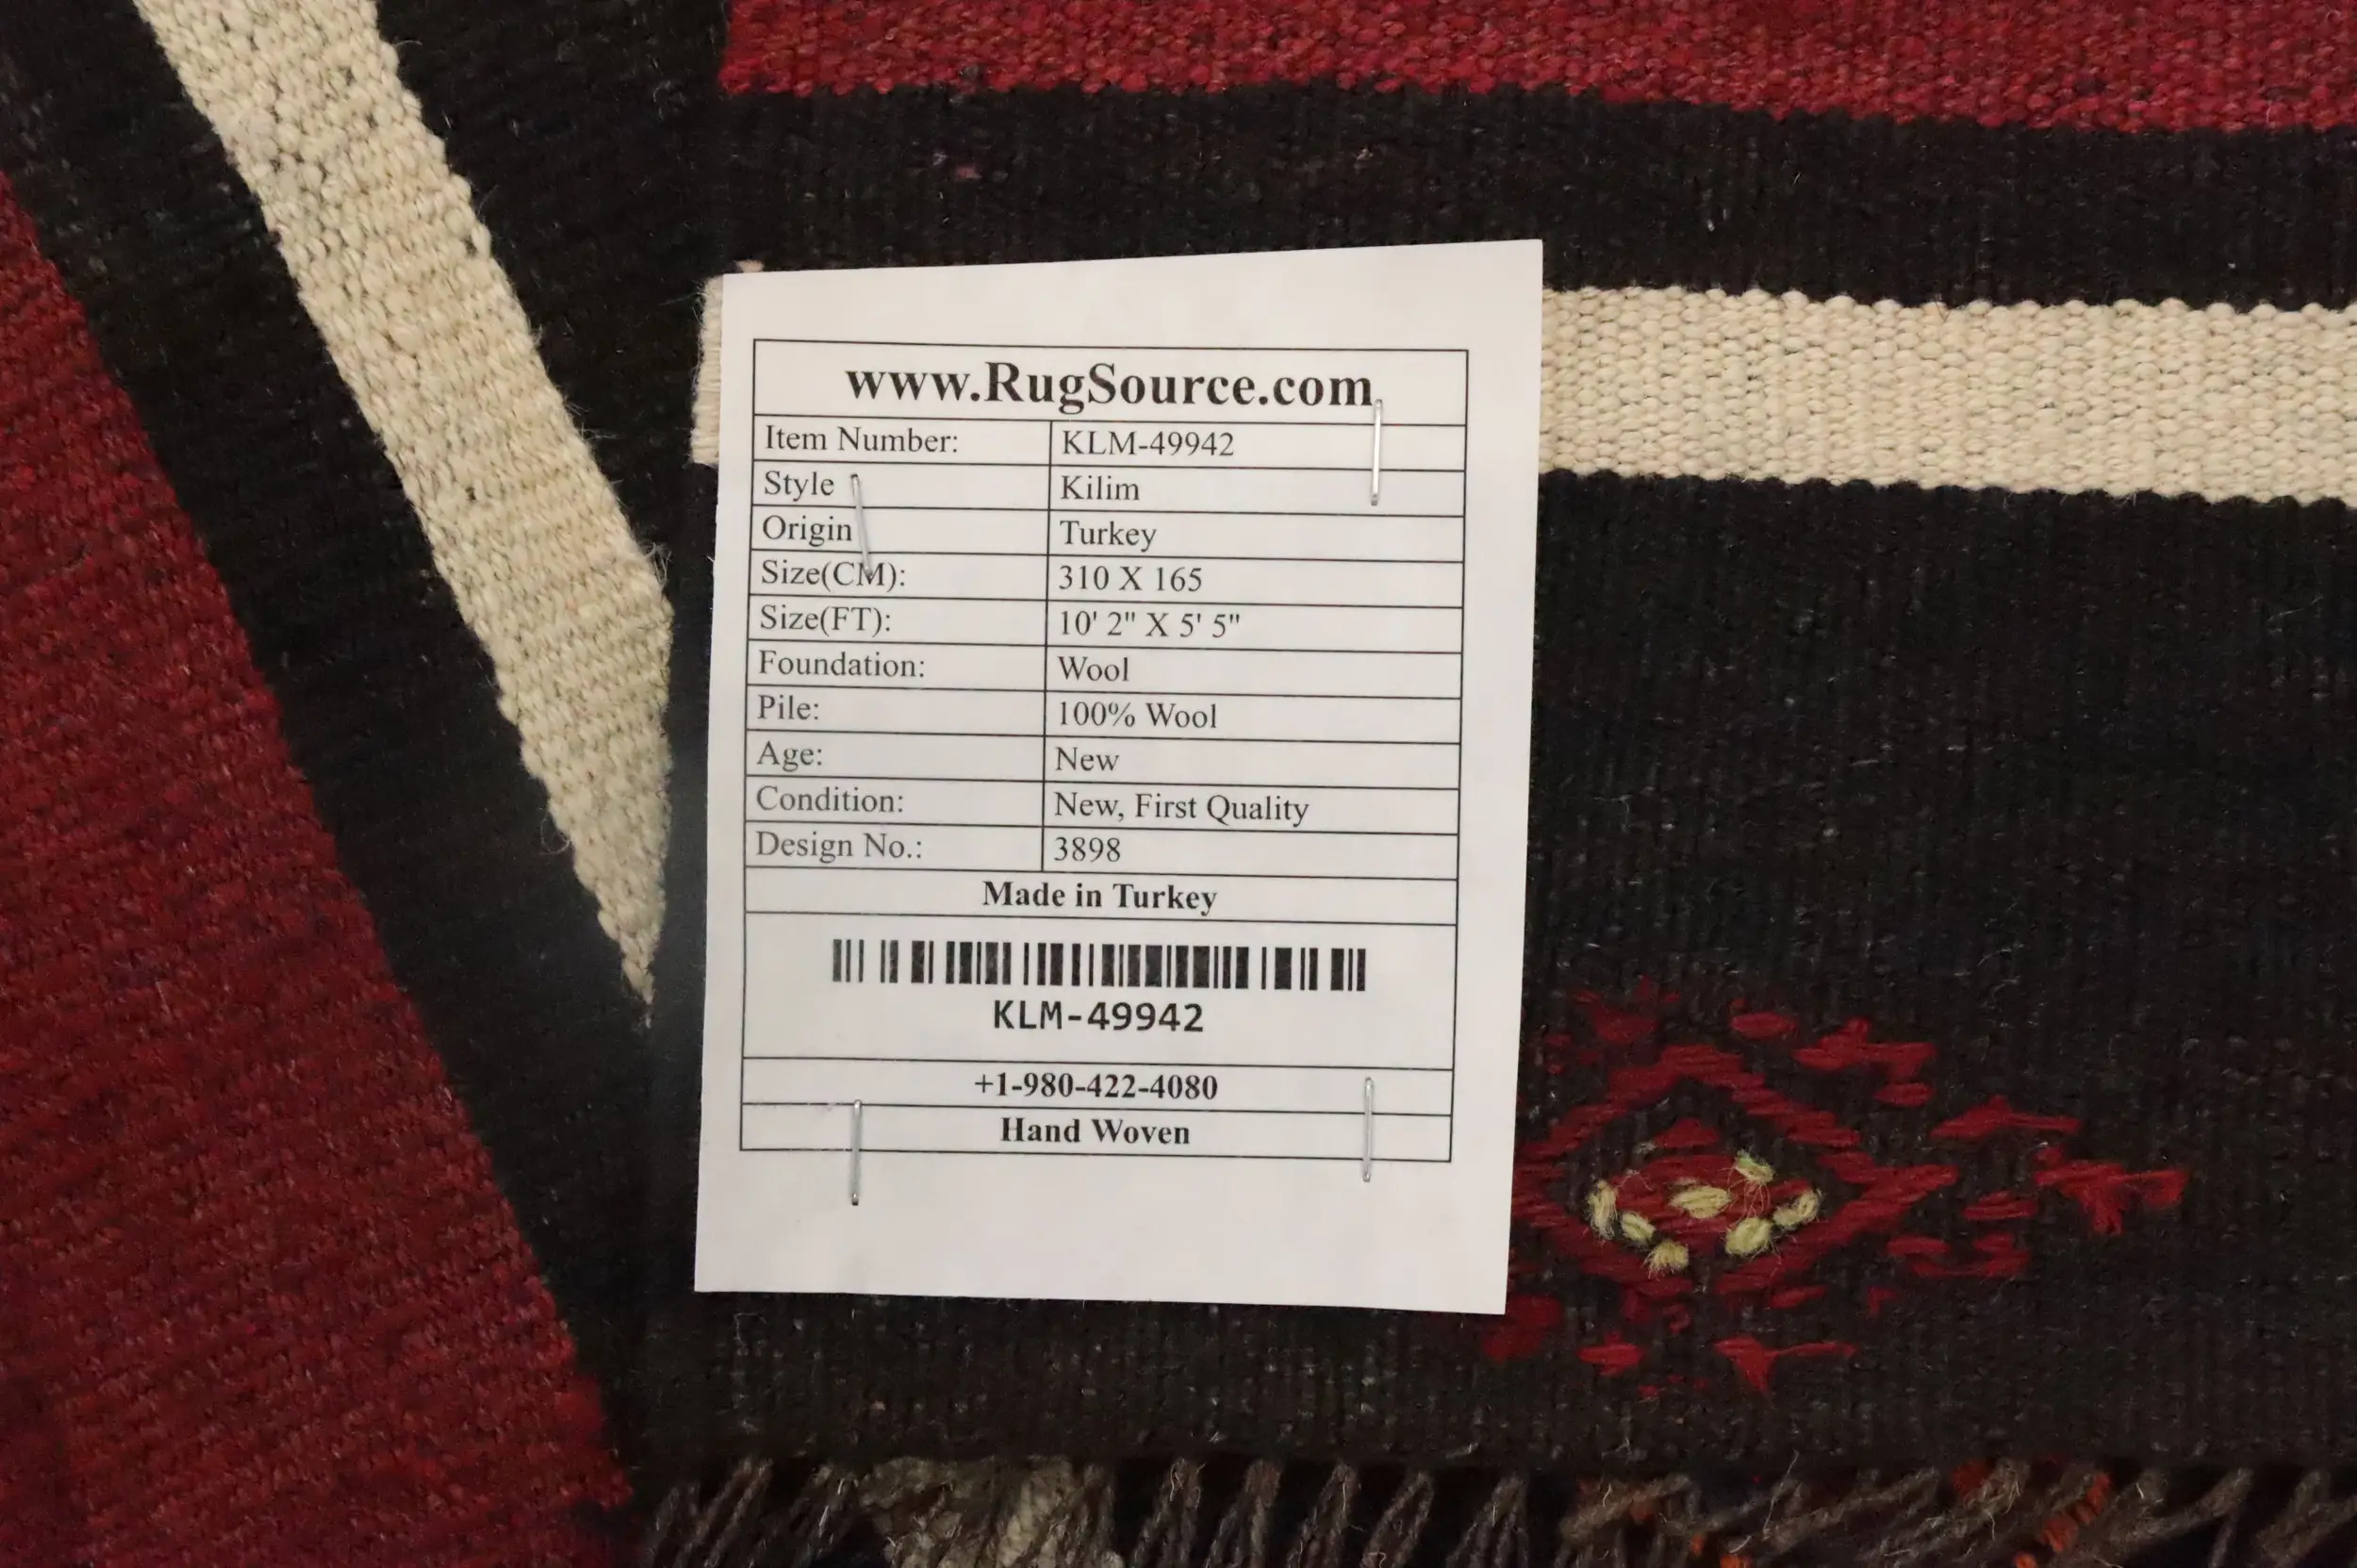 www.RugSource.com
Item Number: KLM-49942
Style Kilim
Origin Turkey
Size(CM): 310 X 165
Size(FT): 10' 2" X 5' 5"
Foundation: Wool
Pile: 100% Wool
Age: New
Condition: New, First Quality
Design No.: 3898
Made in Turkey
KLM-49942
+1-980-422-4080
Hand Woven